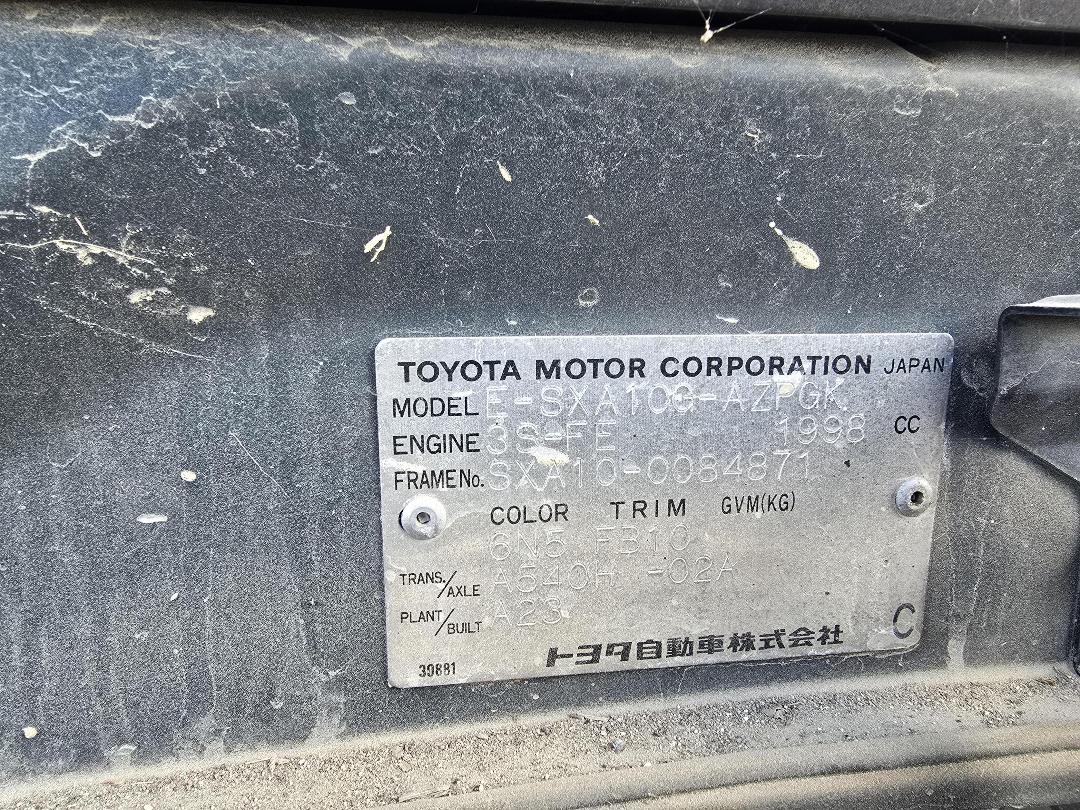 TOYOTA MOTOR CORPORATION JAPAN
MODEL E-SXA10G-AZPGK
ENGINE 3S-FE 1998 CC
FRAME No. SXA10-0084871
COLOR TRIM GVM(KG)
6N5 FB10
TRANS./AXLE A540H -02A
PLANT/BUILT A23
トヨタ自動車株式会社 C
30881